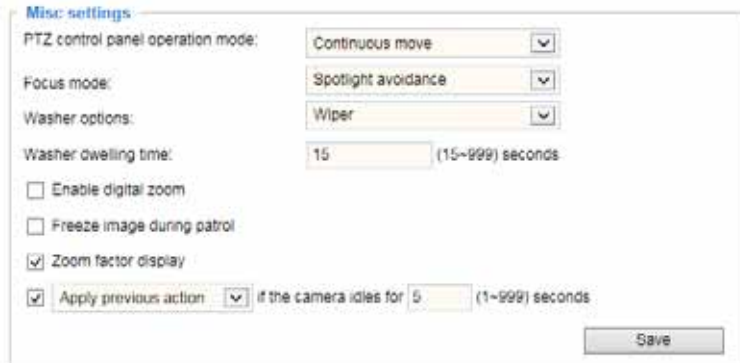 Misc settings
PTZ control panel operation mode: Continuous move
Focus mode: Spotlight avoidance
Washer options: Wiper
Washer dwelling time: 15 (15~999) seconds
Enable digital zoom
Freeze image during patrol
Zoom factor display
Apply previous action if the camera idles for 5 (1~999) seconds
Save